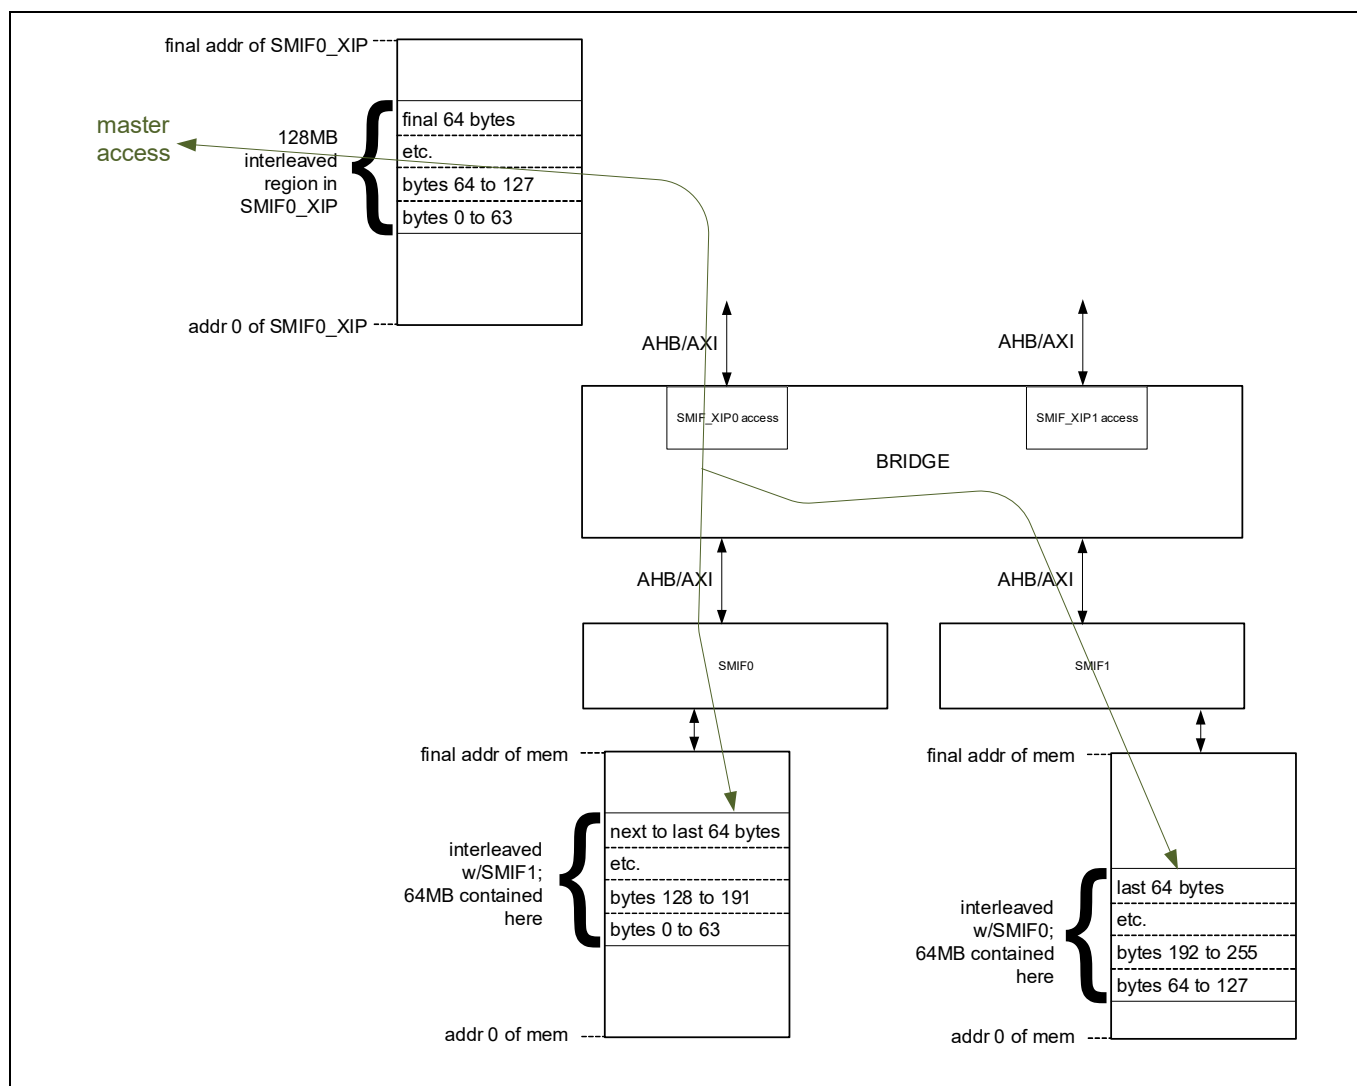 final addr of SMIF0_XIP
master
access
128MB
interleaved
region in
SMIF0_XIP
final 64 bytes
etc.
bytes 64 to 127
bytes 0 to 63
addr 0 of SMIF0_XIP
AHB/AXI
AHB/AXI
SMIF_XIP0 access
SMIF_XIP1 access
BRIDGE
AHB/AXI
AHB/AXI
SMIF0
SMIF1
final addr of mem
interleaved
w/SMIF1;
64MB contained
here
next to last 64 bytes
etc.
bytes 128 to 191
bytes 0 to 63
addr 0 of mem
final addr of mem
interleaved
w/SMIF0;
64MB contained
here
last 64 bytes
etc.
bytes 192 to 255
bytes 64 to 127
addr 0 of mem